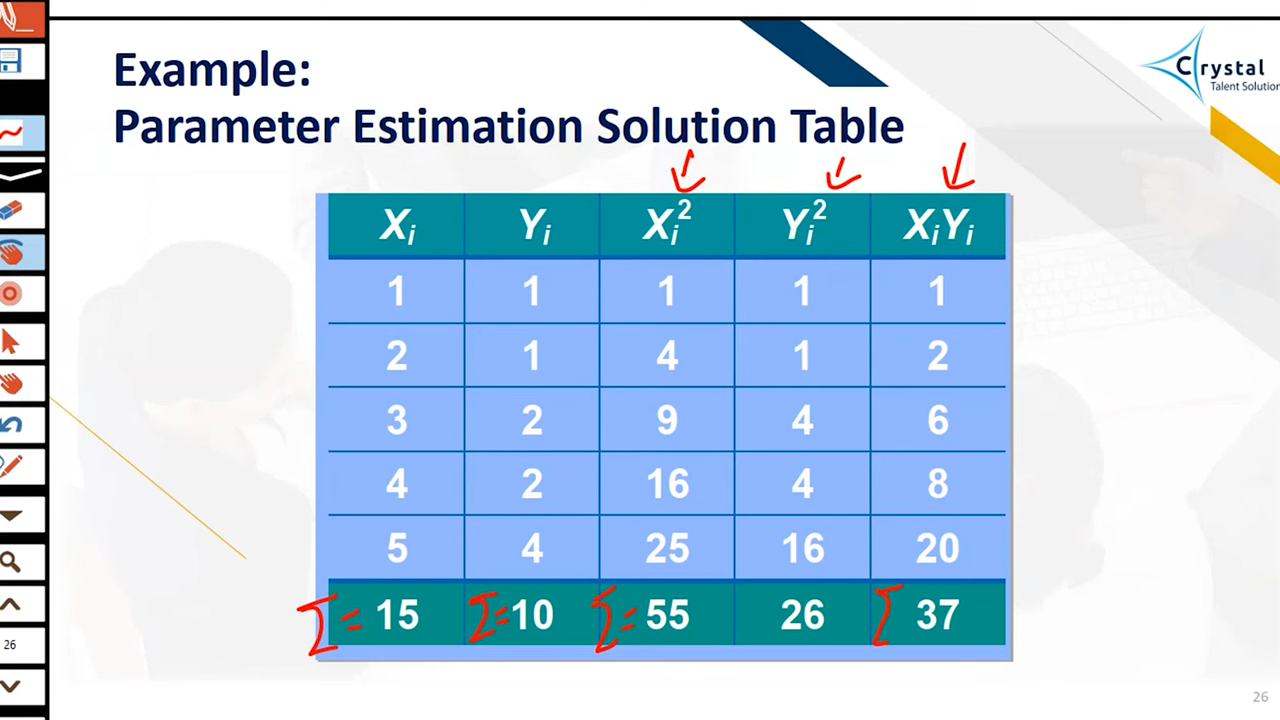 Example:
Parameter Estimation Solution Table
Crystal
Talent Solution
Xi Yi Xi² Yi² XiYi
1 1 1 1 1
2 1 4 1 2
3 2 9 4 6
4 2 16 4 8
5 4 25 16 20
Σ= 15 Σ= 10 Σ= 55 26 Σ 37
26
26